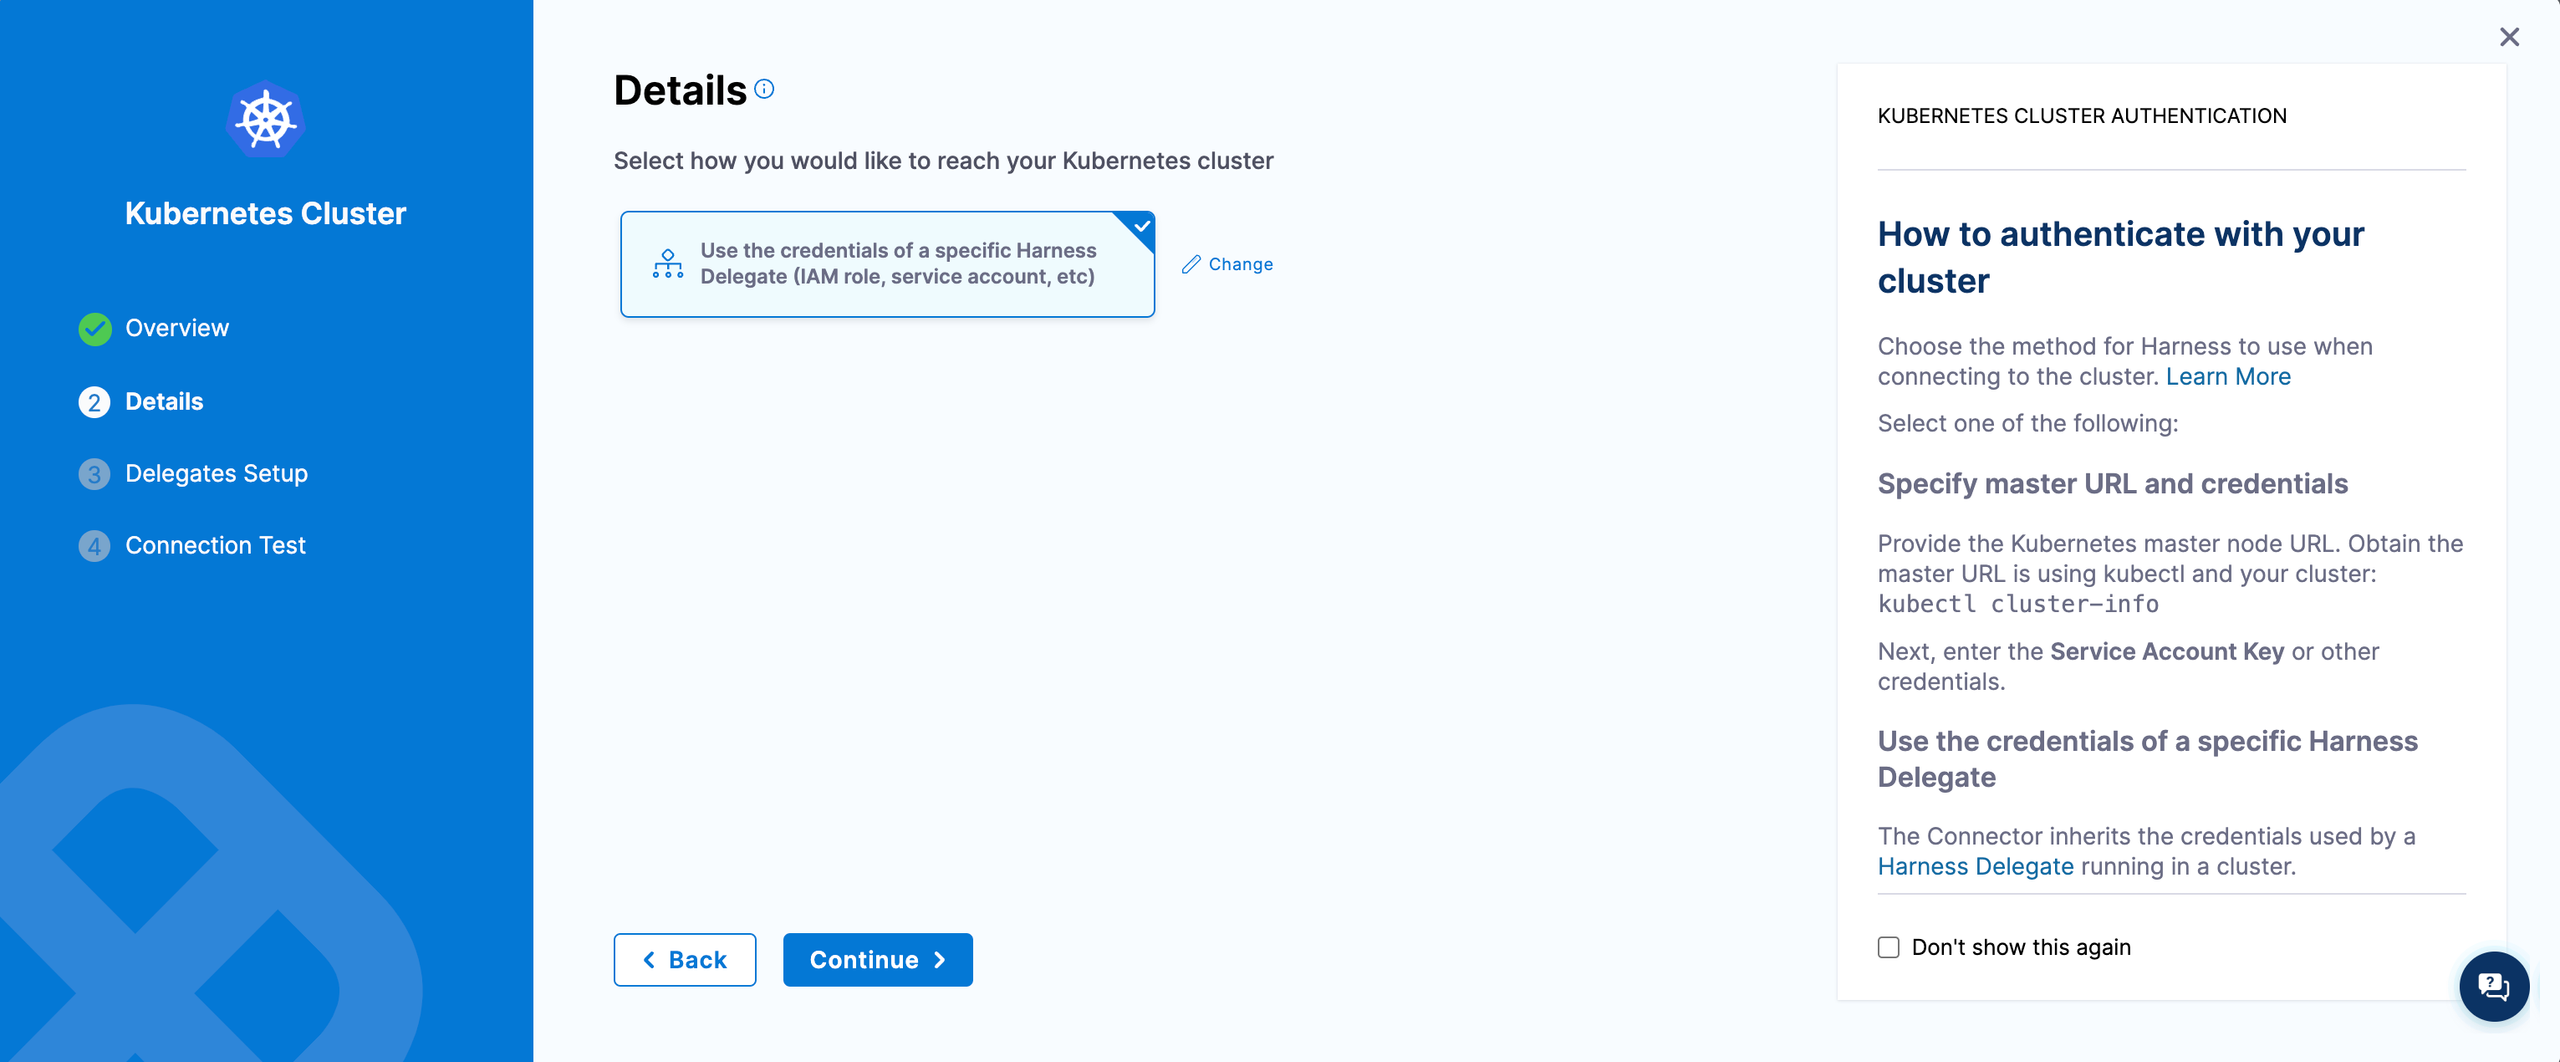 Kubernetes Cluster
Overview
2 Details
3 Delegates Setup
4 Connection Test
Details
Select how you would like to reach your Kubernetes cluster
Use the credentials of a specific Harness
Delegate (IAM role, service account, etc)
Change
Back
Continue
KUBERNETES CLUSTER AUTHENTICATION
How to authenticate with your
cluster
Choose the method for Harness to use when
connecting to the cluster. Learn More
Select one of the following:
Specify master URL and credentials
Provide the Kubernetes master node URL. Obtain the
master URL is using kubectl and your cluster:
kubectl cluster-info
Next, enter the Service Account Key or other
credentials.
Use the credentials of a specific Harness
Delegate
The Connector inherits the credentials used by a
Harness Delegate running in a cluster.
Don't show this again